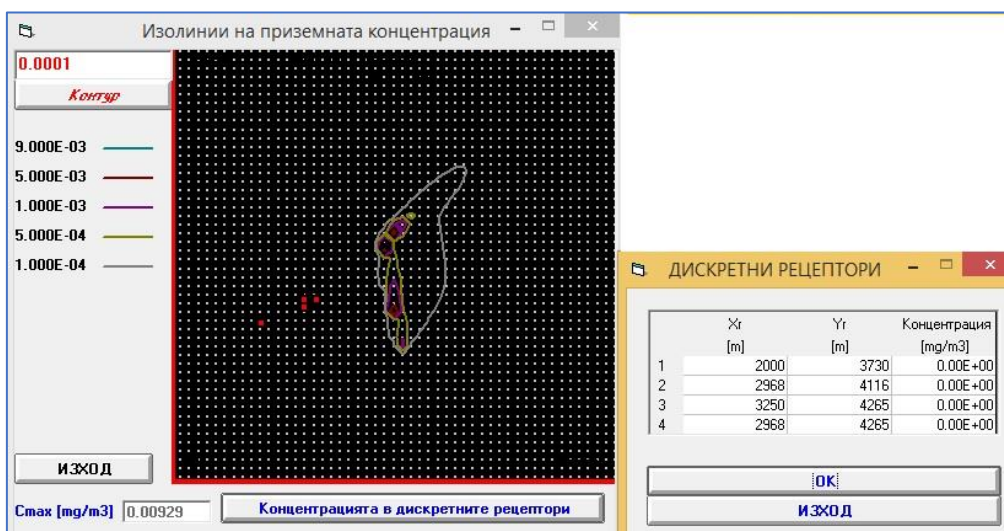 Изолинии на приземната концентрация
0.0001
Контур
9.000E-03
5.000E-03
1.000E-03
5.000E-04
1.000E-04
ИЗХОД
Cmax [mg/m3] 0.00929
Концентрацията в дискретните рецептори
ДИСКРЕТНИ РЕЦЕПТОРИ
Xr Yr Концентрация
[m] [m] [mg/m3]
1 2000 3730 0.00E+00
2 2968 4116 0.00E+00
3 3250 4265 0.00E+00
4 2968 4265 0.00E+00
OK
ИЗХОД